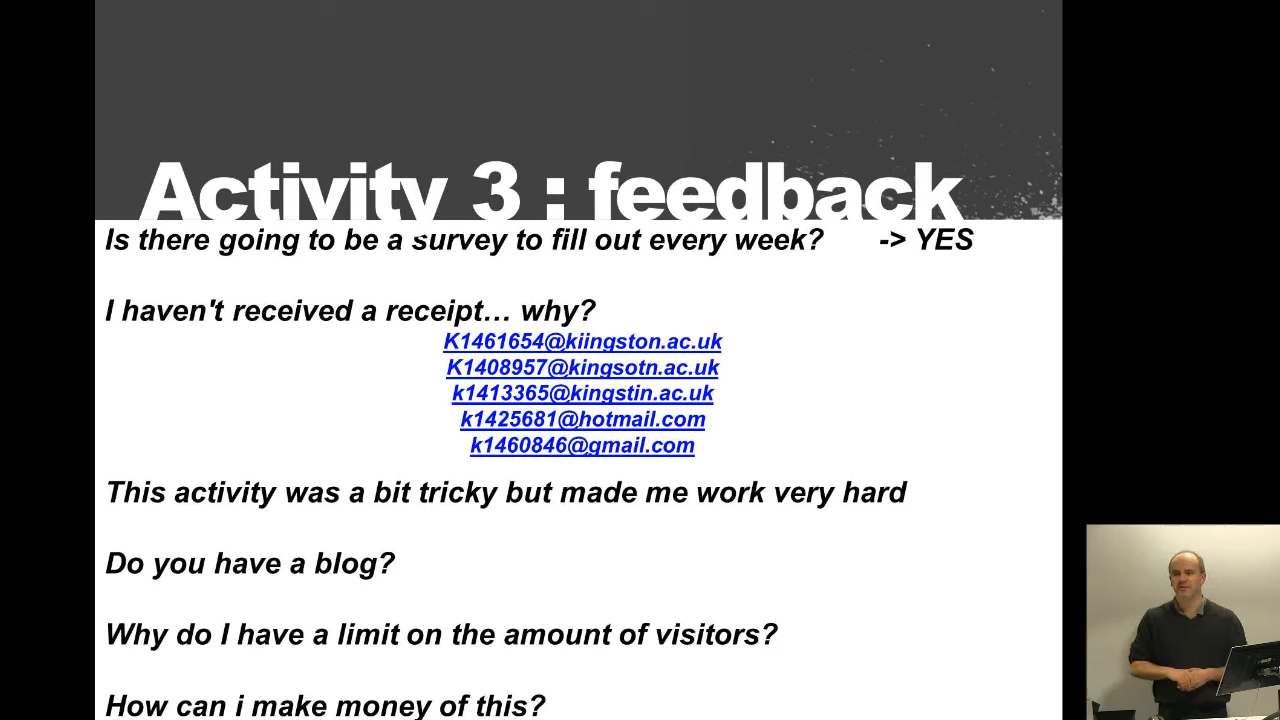 Activity 3 : feedback
Is there going to be a survey to fill out every week? -> YES
I haven't received a receipt... why?
K1461654@kiingston.ac.uk
K1408957@kingsotn.ac.uk
k1413365@kingstin.ac.uk
k1425681@hotmail.com
k1460846@gmail.com
This activity was a bit tricky but made me work very hard
Do you have a blog?
Why do I have a limit on the amount of visitors?
How can i make money of this?